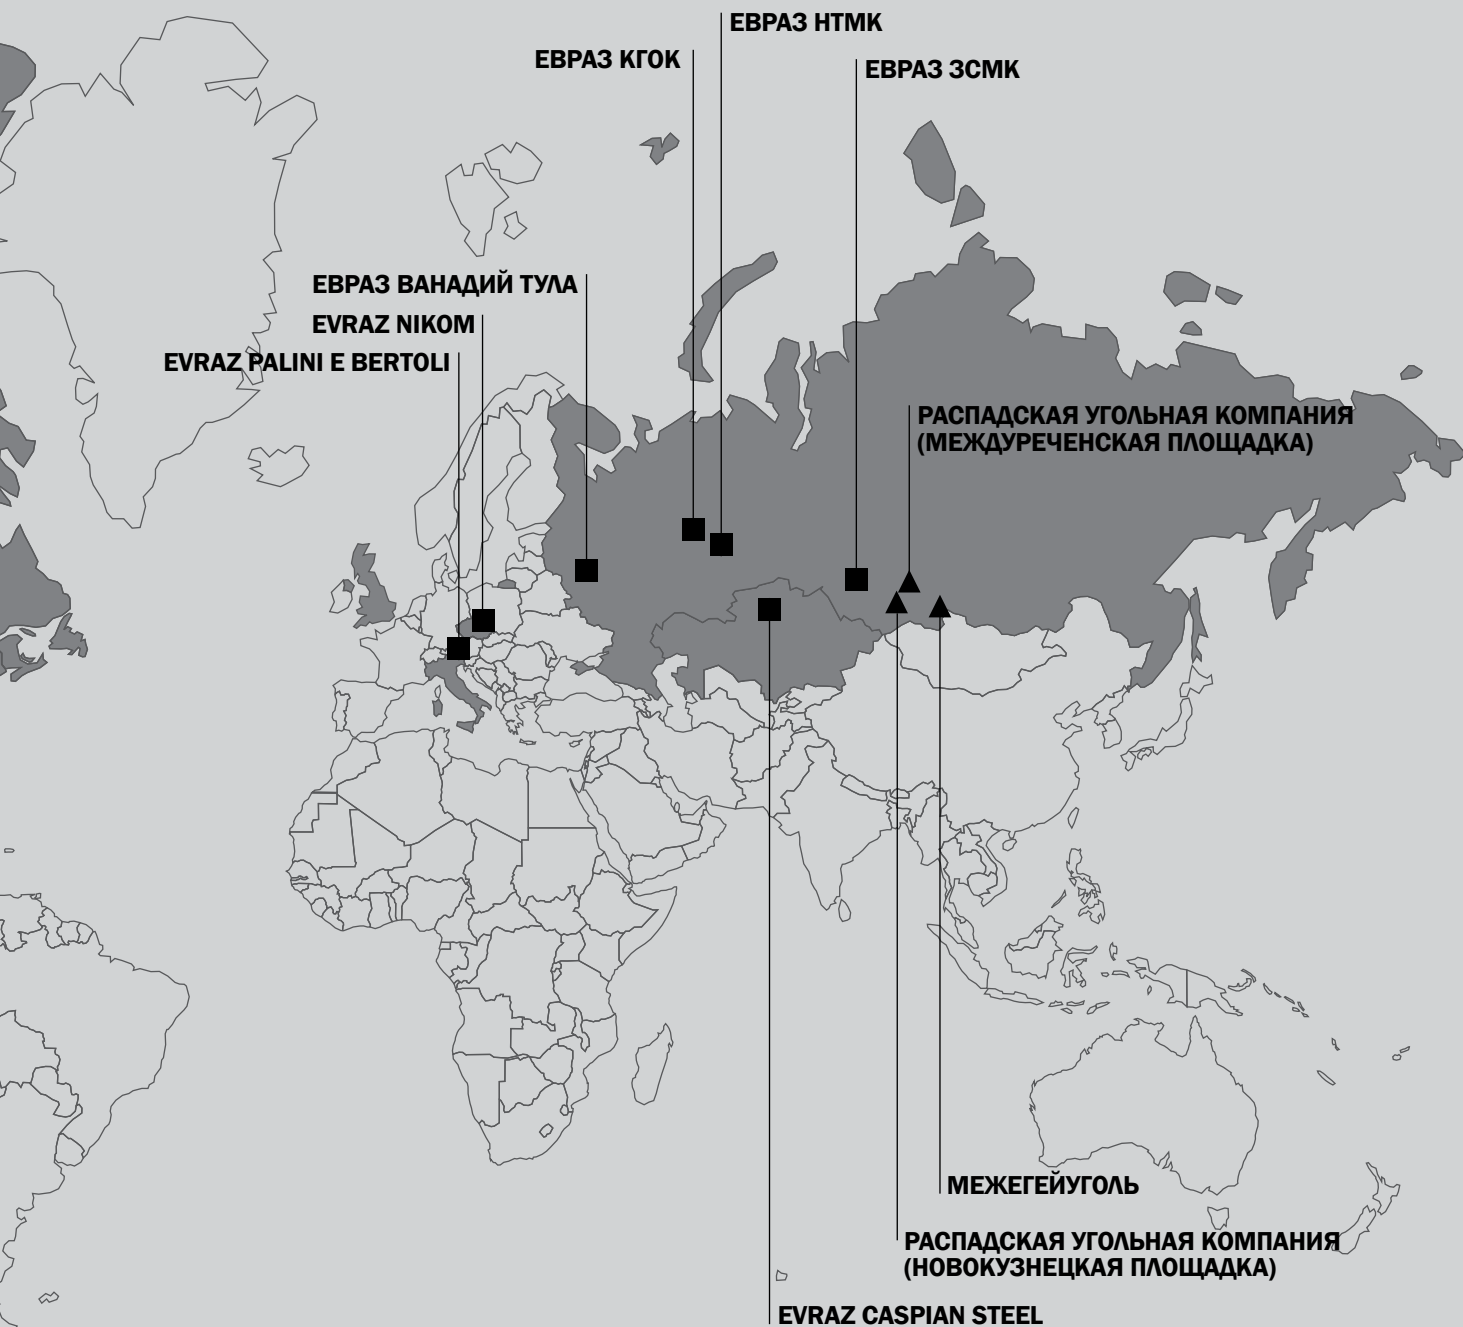 ЕВРАЗ НТМК
ЕВРАЗ КГОК
ЕВРАЗ ЗСМК
ЕВРАЗ ВАНАДИЙ ТУЛА
EVRAZ NIKOM
EVRAZ PALINI E BERTOLI
РАСПАДСКАЯ УГОЛЬНАЯ КОМПАНИЯ
(МЕЖДУРЕЧЕНСКАЯ ПЛОЩАДКА)
МЕЖЕГЕЙУГОЛЬ
РАСПАДСКАЯ УГОЛЬНАЯ КОМПАНИЯ
(НОВОКУЗНЕЦКАЯ ПЛОЩАДКА)
EVRAZ CASPIAN STEEL